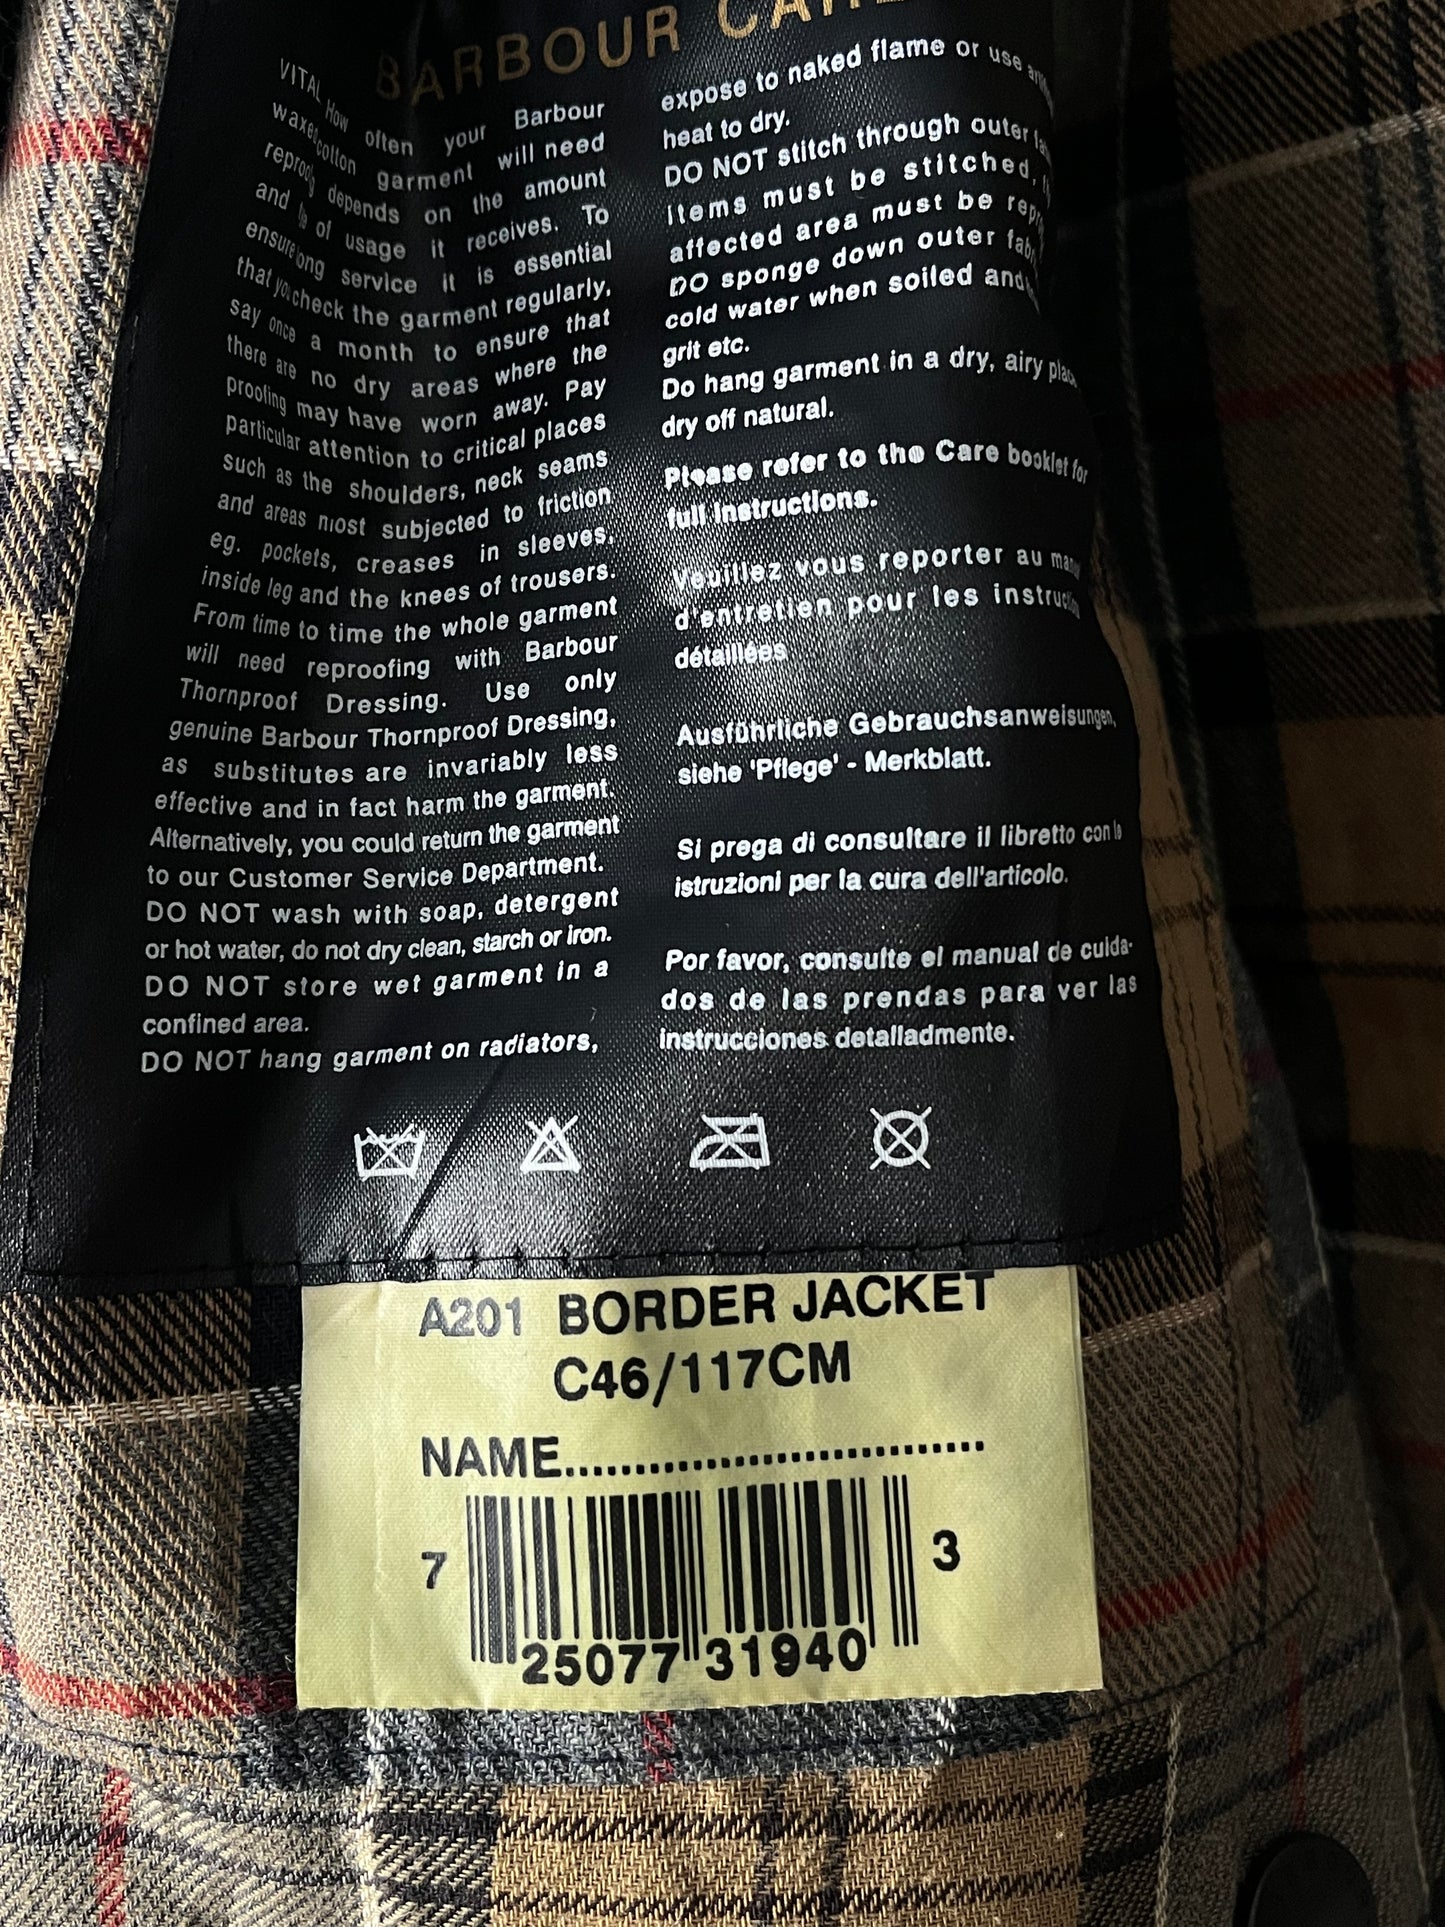 BARBOUR CARE
VITAL How often your Barbour
waxed cotton garment will need
reproofing depends on the amount
and of usage it receives. To
ensure long service it is essential
that you check the garment regularly,
say once a month to ensure that
there are no dry areas where the
proofing may have worn away. Pay
particular attention to critical places
such as the shoulders, neck seams
and areas most subjected to friction
eg. pockets, creases in sleeves,
inside leg and the knees of trousers.
From time to time the whole garment
will need reproofing with Barbour
Thornproof Dressing. Use only
genuine Barbour Thornproof Dressing,
as substitutes are invariably less
effective and in fact harm the garment.
Alternatively, you could return the garment
to our Customer Service Department.
DO NOT wash with soap, detergent
or hot water, do not dry clean, starch or iron.
DO NOT store wet garment in a
confined area.
DO NOT hang garment on radiators,
expose to naked flame or use
heat to dry.
DO NOT stitch through outer
items must be stitched,
affected area must be
DO sponge down outer
cold water when soiled and
grit etc.
Do hang garment in a dry, airy place
dry off natural.
Please refer to the Care booklet for
full instructions.
Veuillez vous reporter au
d'entretien pour les
détaillées
Ausführliche Gebrauchsanweisungen,
siehe 'Pflege' - Merkblatt.
Si prega di consultare il libretto con le
istruzioni per la cura dell'articolo.
Por favor, consulte el manual de cuida-
dos de las prendas para ver las
instrucciones detalladmente.
A201 BORDER JACKET
C46/117CM
NAME..............................
7 25077 31940 3